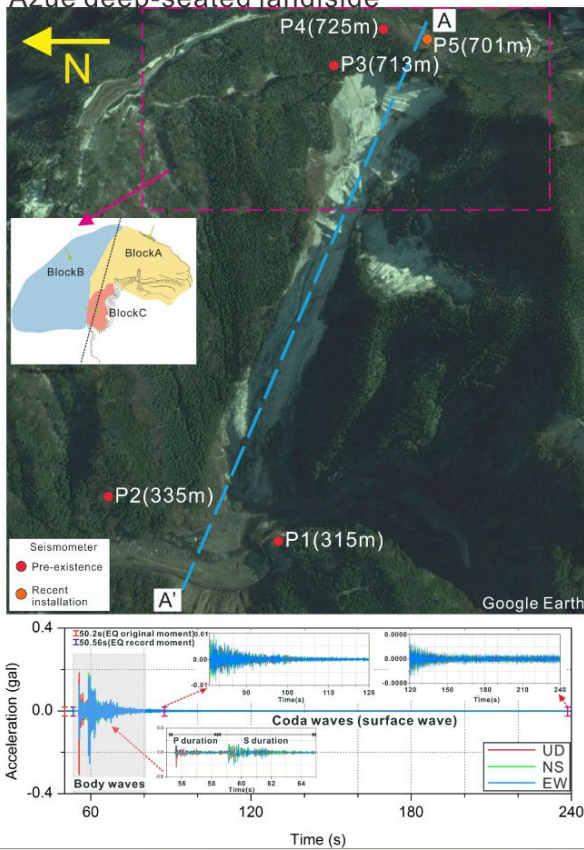 Azue deep-seated landslide
A
P4(725m)
P5(701m)
N
P3(713m)
BlockA
BlockB
BlockC
P2(335m)
P1(315m)
Seismometer
Pre-existence
Recent
installation
A'
Google Earth
0.4
50.2s(EQ original moment)
50.56s(EQ record moment)
0.01
0.00
-0.01
100
120
Time(s)
0.0008
0.0000
-0.0008
120
150
180
210
240
Time(s)
Acceleration (gal)
0.0
Coda waves (surface wave)
P duration
S duration
0.0
56
58
60
62
64
Time(s)
Body waves
UD
NS
EW
-0.4
60
120
180
240
Time (s)